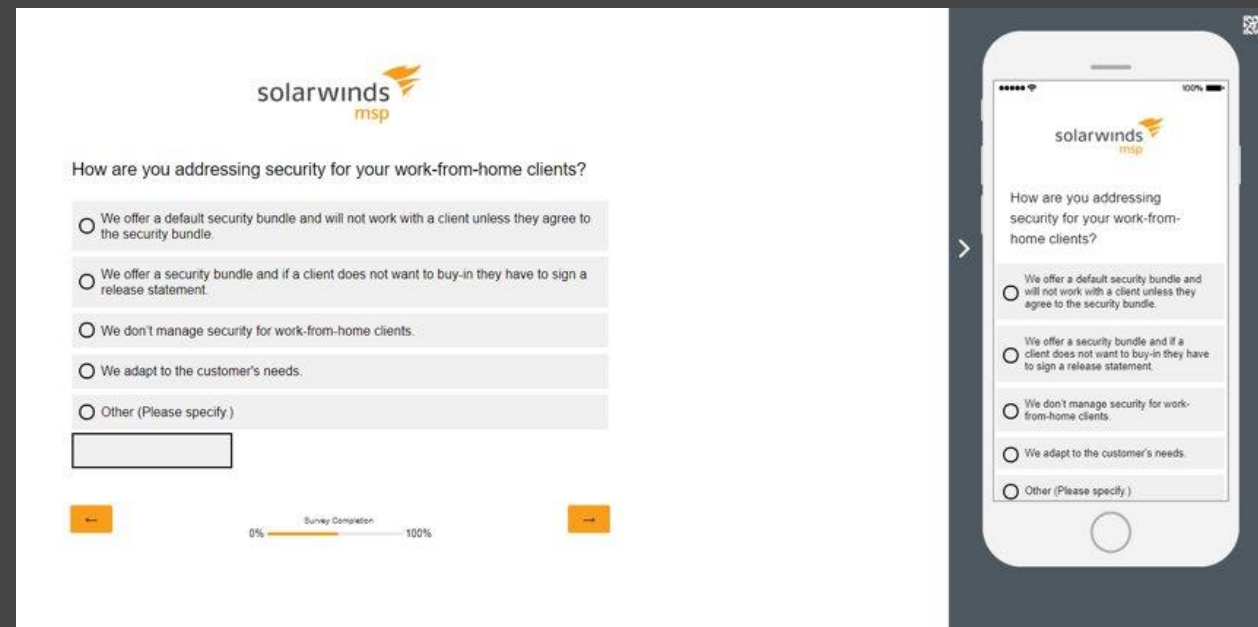 solarwinds
msp
How are you addressing security for your work-from-home clients?
We offer a default security bundle and will not work with a client unless they agree to
the security bundle.
We offer a security bundle and if a client does not want to buy-in they have to sign a
release statement.
We don't manage security for work-from-home clients.
We adapt to the customer's needs.
Other (Please specify.)
←
Survey Completion
0% 100%
→
100%
solarwinds
msp
How are you addressing
security for your work-from-
home clients?
We offer a default security bundle and
will not work with a client unless they
agree to the security bundle.
We offer a security bundle and if a
client does not want to buy-in they have
to sign a release statement.
We don't manage security for work-
from-home clients.
We adapt to the customer's needs.
Other (Please specify.)